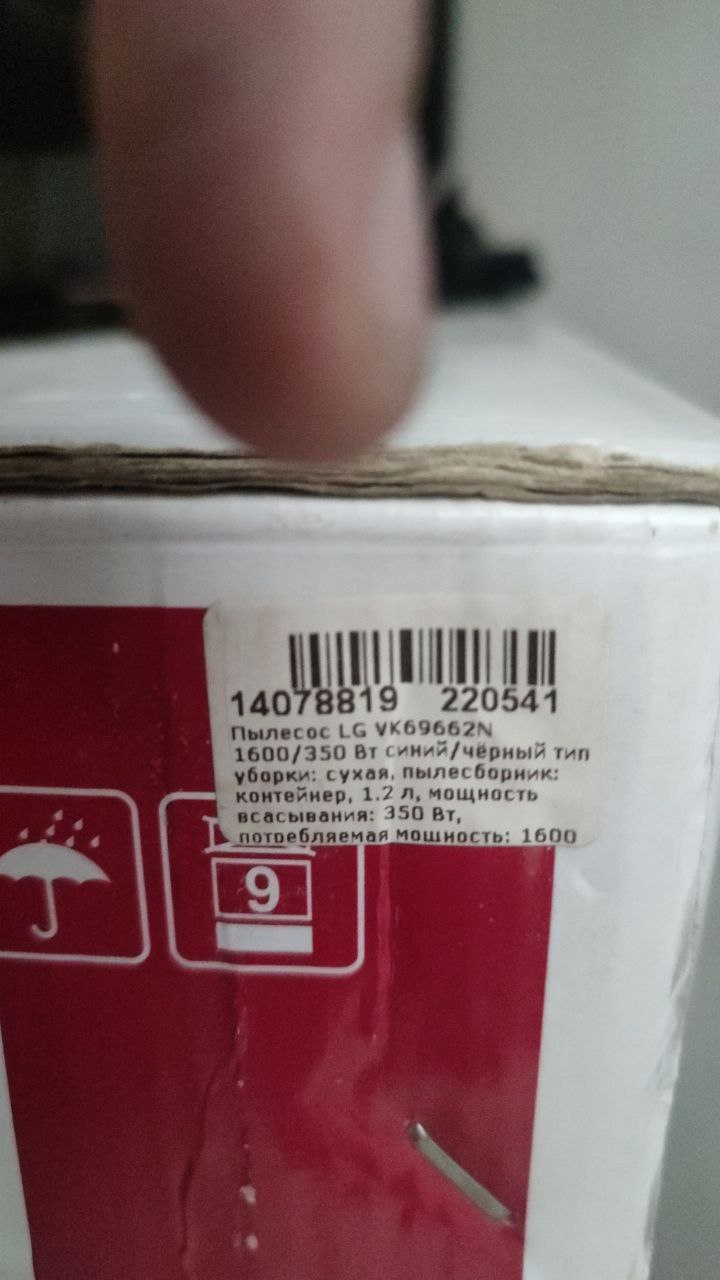 14078819 220541
Пылесос LG VK69662N
1600/350 Вт синий/чёрный тип
уборки: сухая, пылесборник:
контейнер, 1.2 л, мощность
всасывания: 350 Вт,
потребляемая мощность: 1600
9